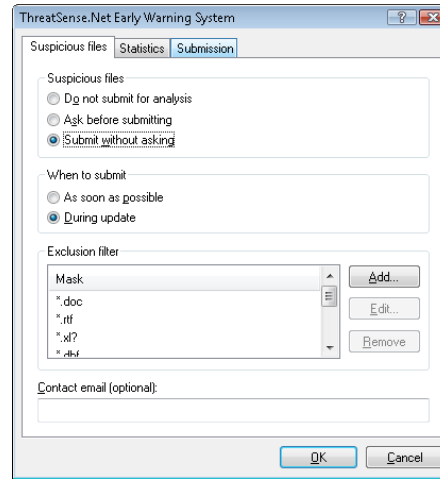 ThreatSense.Net Early Warning System
Suspicious files Statistics Submission
Suspicious files
Do not submit for analysis
Ask before submitting
Submit without asking
When to submit
As soon as possible
During update
Exclusion filter
Mask
*.doc
*.rtf
*.xl?
*.dbf
Add...
Edit...
Remove
Contact email (optional):
OK Cancel